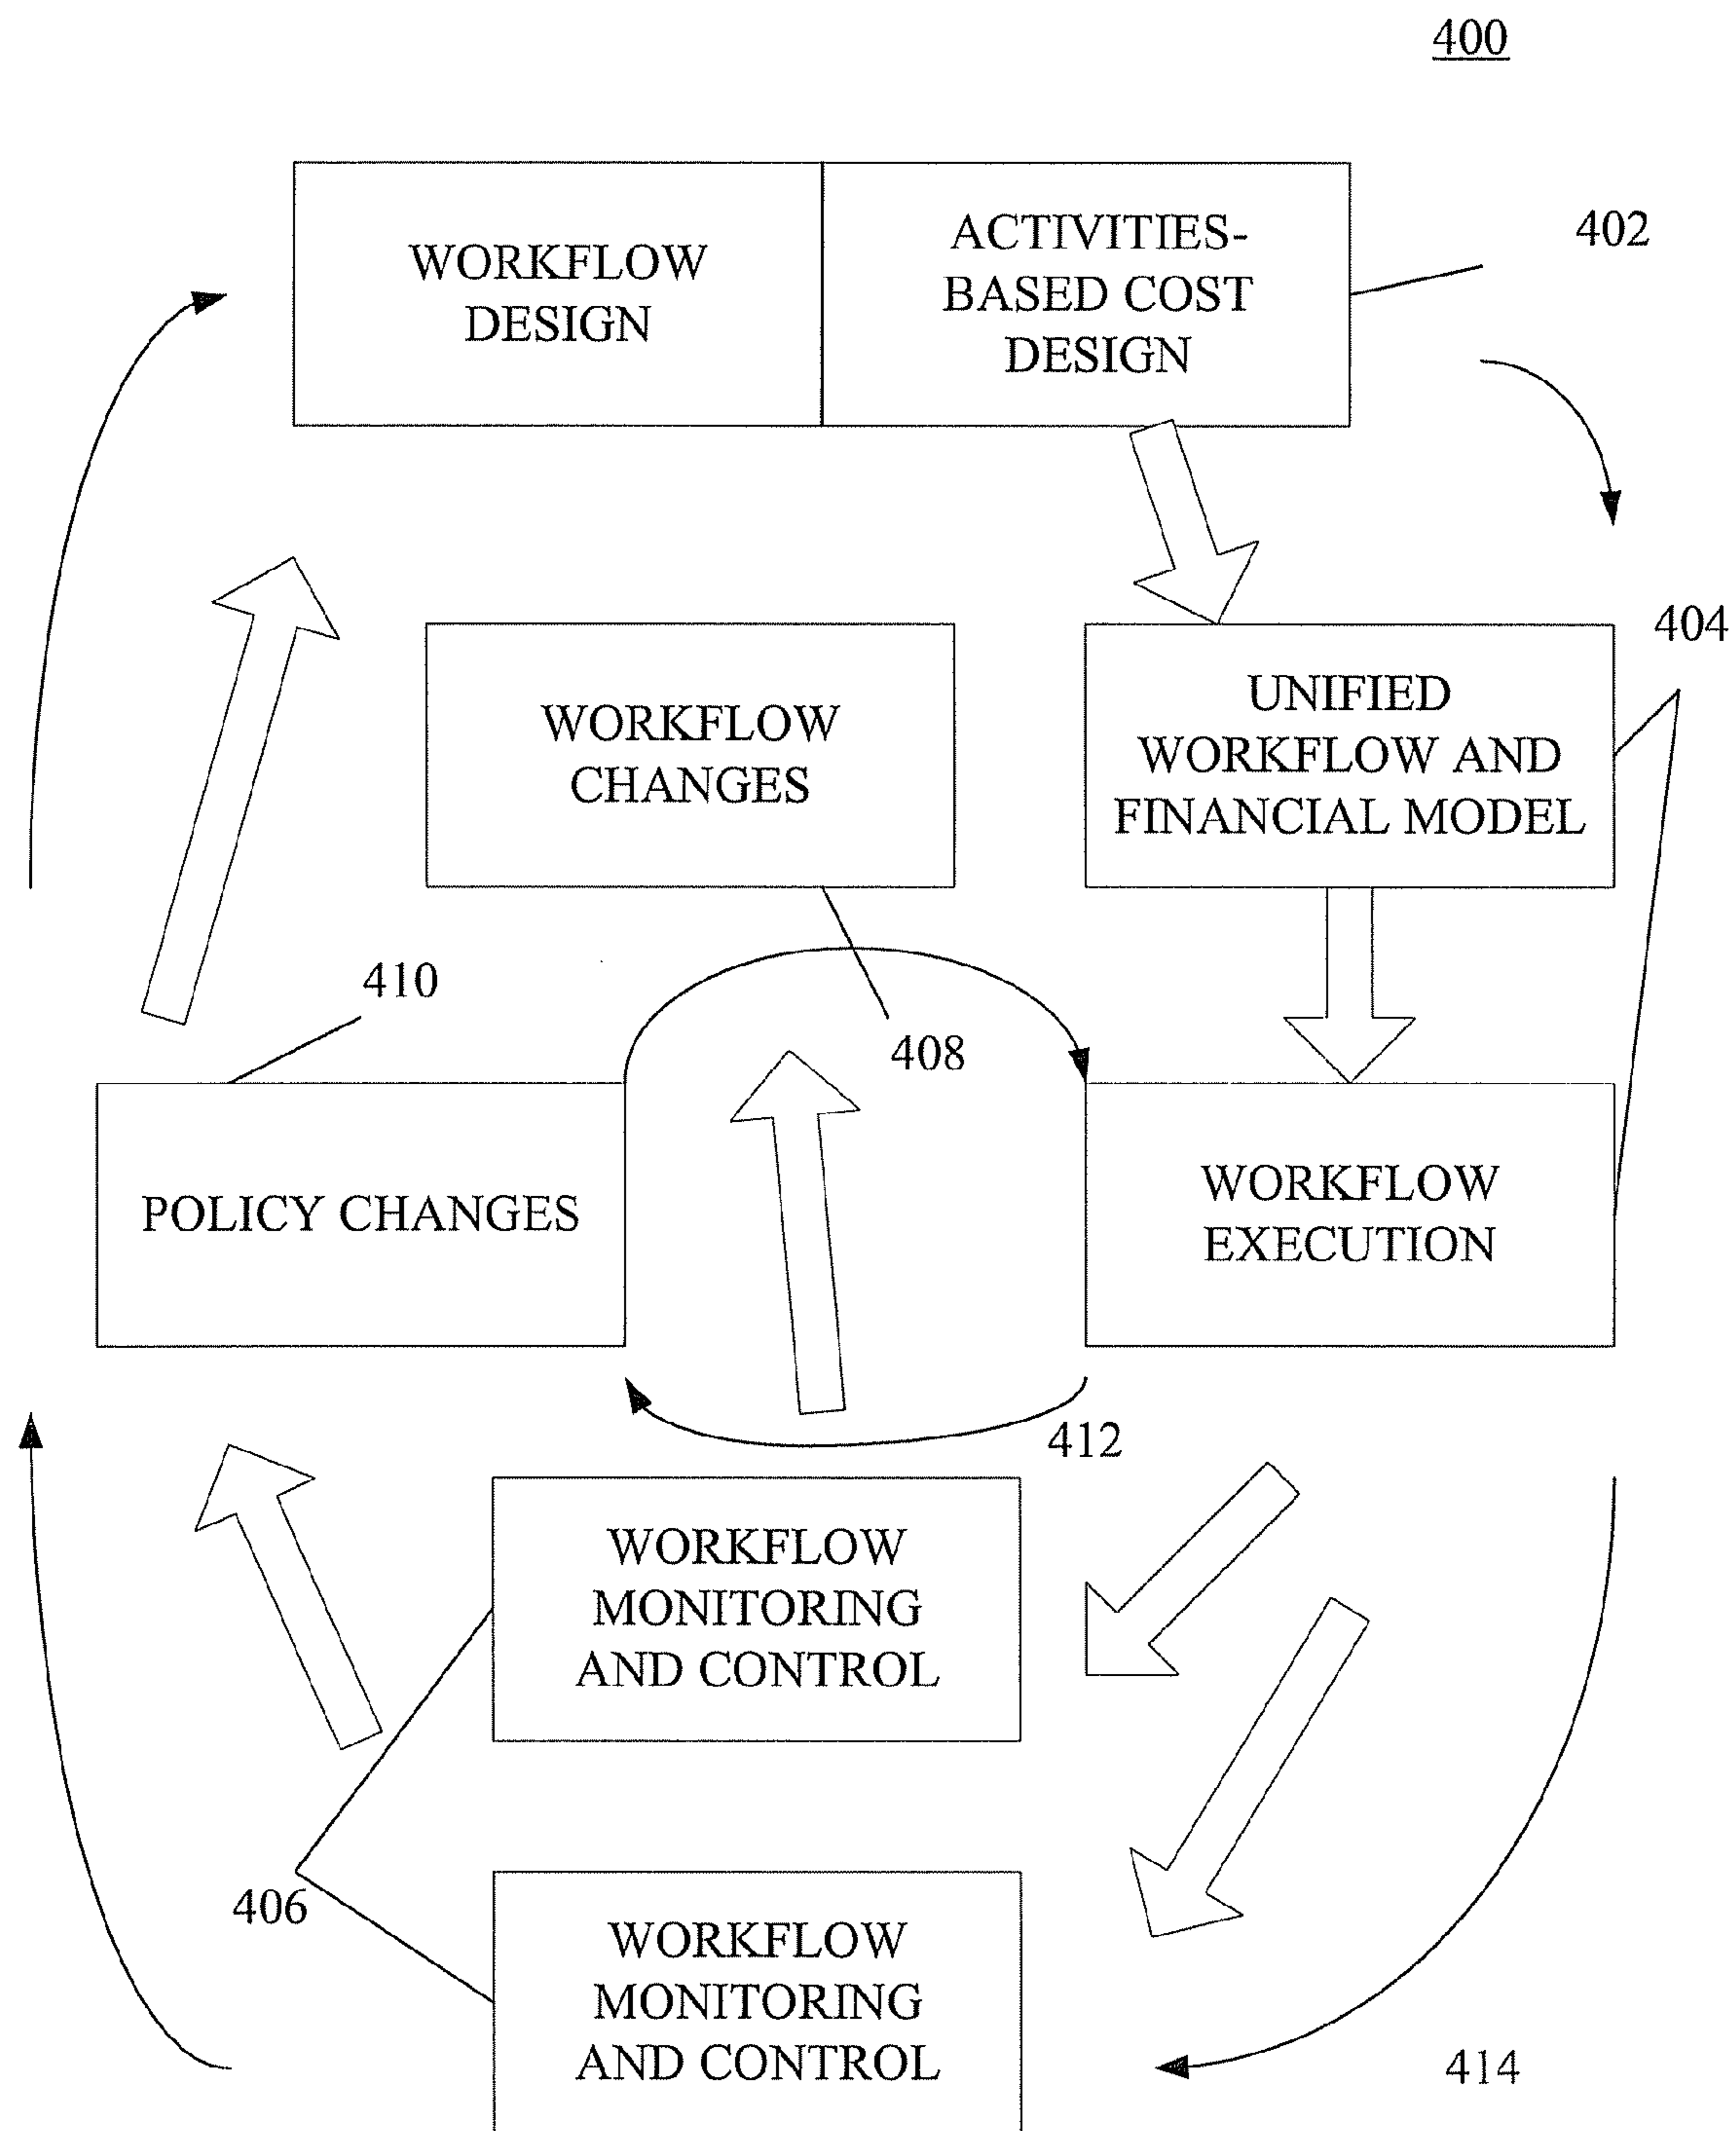 400
WORKFLOW
DESIGN
ACTIVITIES-
BASED COST
DESIGN
402
WORKFLOW
CHANGES
UNIFIED
WORKFLOW AND
FINANCIAL MODEL
404
410
408
POLICY CHANGES
WORKFLOW
EXECUTION
412
WORKFLOW
MONITORING
AND CONTROL
406
WORKFLOW
MONITORING
AND CONTROL
414